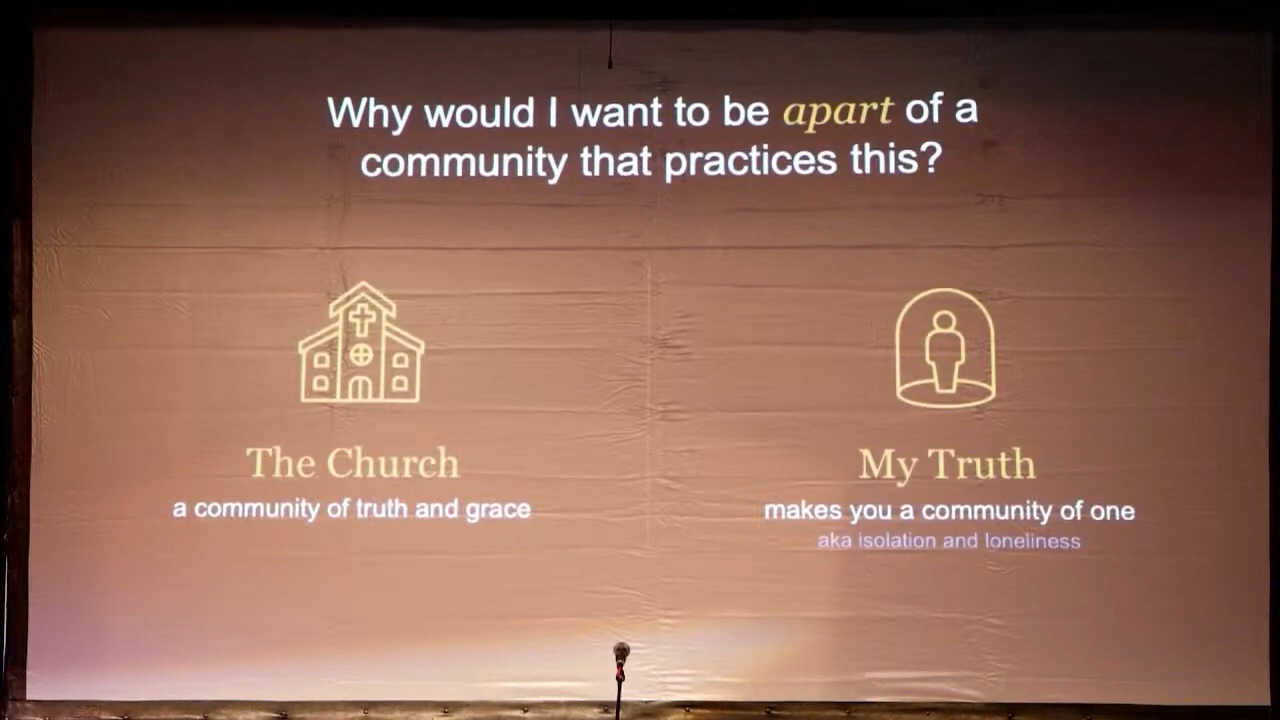 Why would I want to be apart of a
community that practices this?
The Church
a community of truth and grace
My Truth
makes you a community of one
aka isolation and loneliness